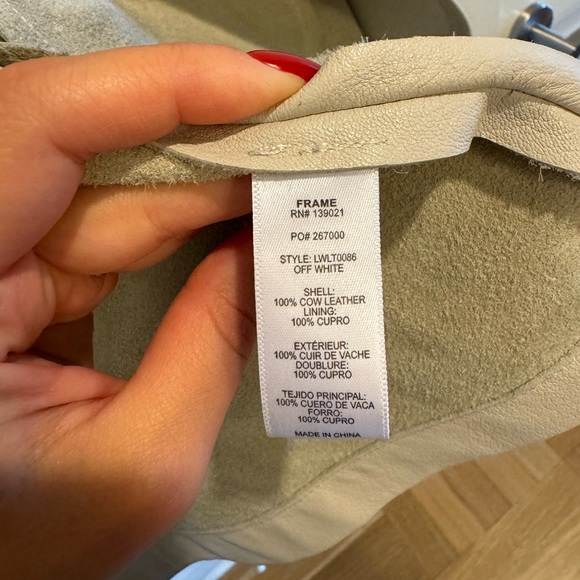 FRAME
RN# 139021
PO# 267000
STYLE: LWLT0086
OFF WHITE
SHELL:
100% COW LEATHER
LINING:
100% CUPRO
EXTÉRIEUR:
100% CUIR DE VACHE
DOUBLURE:
100% CUPRO
TEJIDO PRINCIPAL:
100% CUERO DE VACA
FORRO:
100% CUPRO
MADE IN CHINA